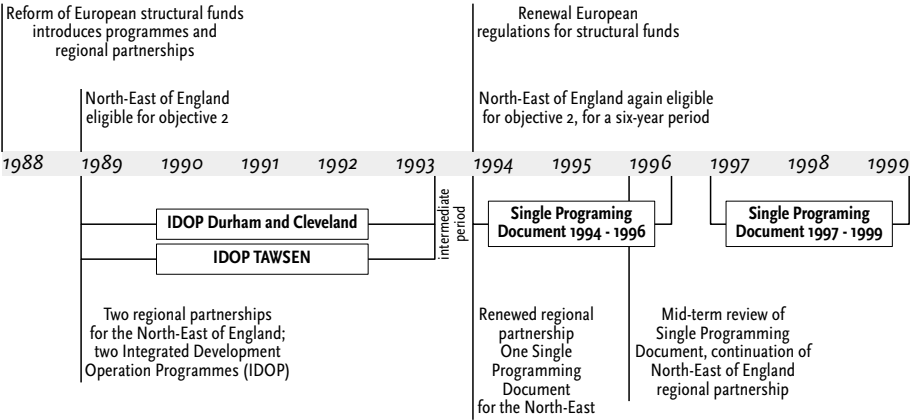 Reform of European structural funds
introduces programmes and
regional partnerships
Renewal European
regulations for structural funds
North-East of England
eligible for objective 2
North-East of England again eligible
for objective 2, for a six-year period
1988 1989 1990 1991 1992 1993 1994 1995 1996 1997 1998 1999
IDOP Durham and Cleveland
IDOP TAWSEN
intermediate
period
Single Programing
Document 1994 - 1996
Single Programing
Document 1997 - 1999
Two regional partnerships
for the North-East of England;
two Integrated Development
Operation Programmes (IDOP)
Renewed regional
partnership
One Single
Programming
Document
for the North-East
Mid-term review of
Single Programming
Document, continuation of
North-East of England
regional partnership